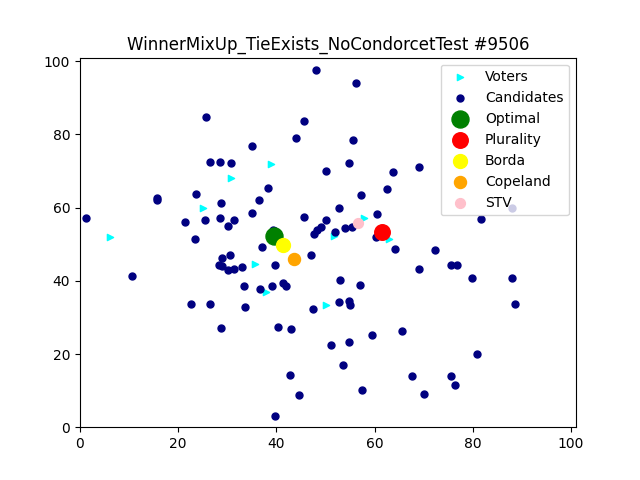 WinnerMixUp_TieExists_NoCondorcetTest #9506
100
80
60
40
20
0
0
20
40
60
80
100
Voters
Candidates
Optimal
Plurality
Borda
Copeland
STV